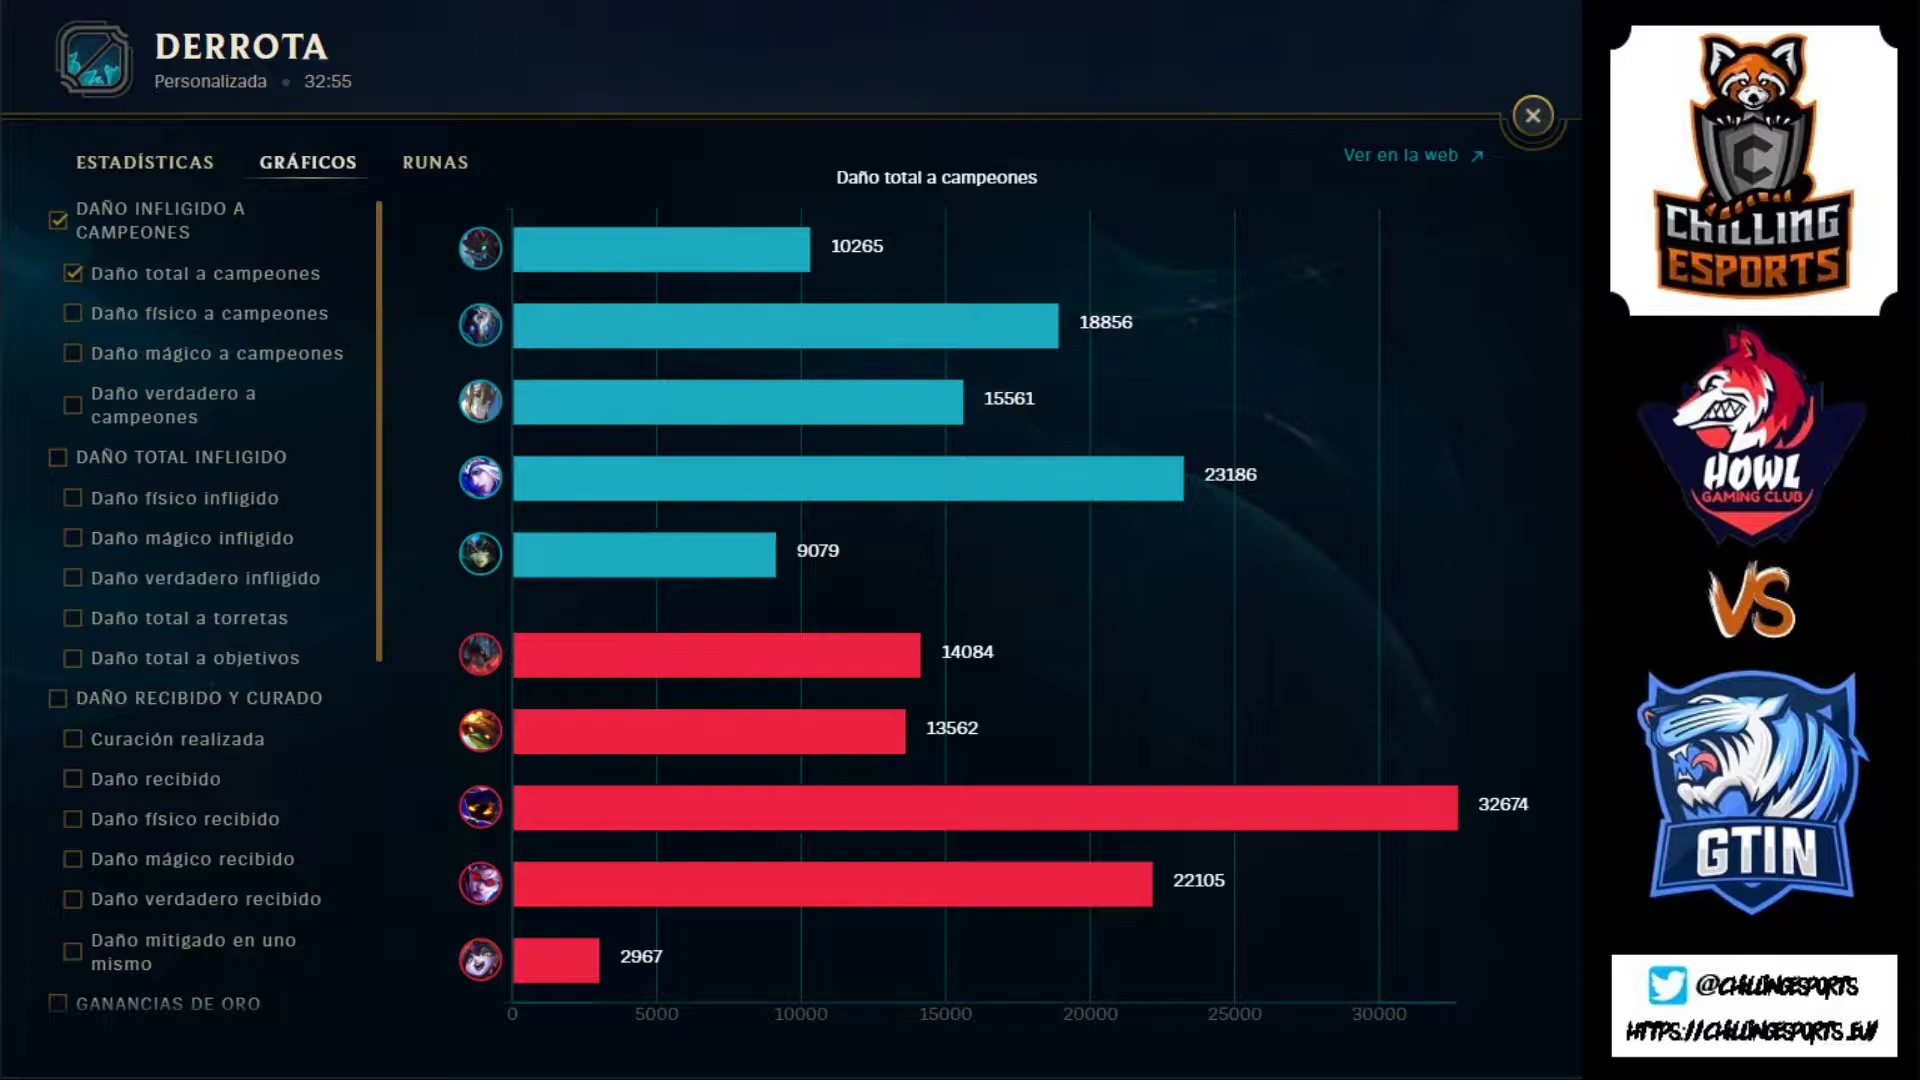 DERROTA
Personalizada • 32:55
ESTADÍSTICAS GRÁFICOS RUNAS
Ver en la web
Daño total a campeones
DAÑO INFLIGIDO A
CAMPEONES
Daño total a campeones
Daño físico a campeones
Daño mágico a campeones
Daño verdadero a
campeones
DAÑO TOTAL INFLIGIDO
Daño físico infligido
Daño mágico infligido
Daño verdadero infligido
Daño total a torretas
Daño total a objetivos
DAÑO RECIBIDO Y CURADO
Curación realizada
Daño recibido
Daño físico recibido
Daño mágico recibido
Daño verdadero recibido
Daño mitigado en uno
mismo
GANANCIAS DE ORO
10265
18856
15561
23186
9079
14084
13562
32674
22105
2967
0 5000 10000 15000 20000 25000 30000
C
CHILLING
ESPORTS
HOWL
GAMING CLUB
VS
GTIN
@CHILLINGESPORTS
HTTPS://CHILLINGESPORTS.EU/